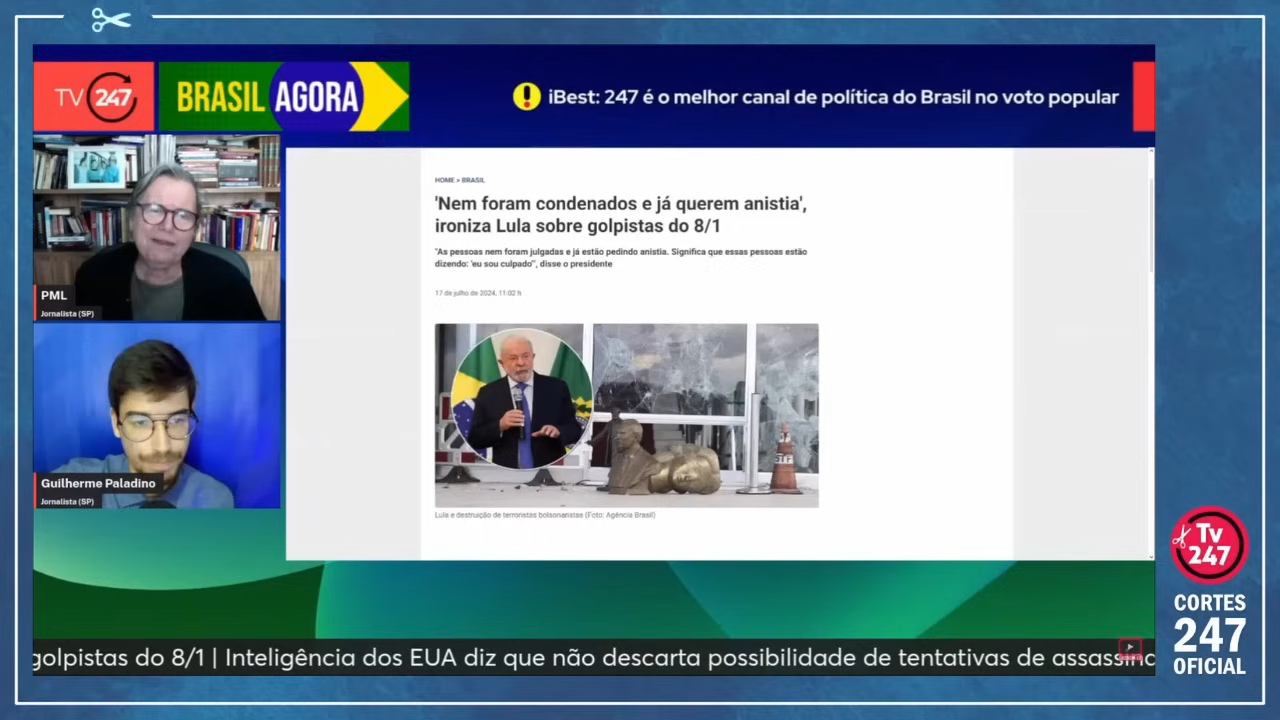 TV 247
BRASIL AGORA
iBest: 247 é o melhor canal de política do Brasil no voto popular
HOME > BRASIL
'Nem foram condenados e já querem anistia',
ironiza Lula sobre golpistas do 8/1
"As pessoas nem foram julgadas e já estão pedindo anistia. Significa que essas pessoas estão
dizendo: 'eu sou culpado'", disse o presidente
17 de julho de 2024, 11:02 h
STF
Lula e destruição de terroristas bolsonaristas (Foto: Agência Brasil)
PML
Jornalista (SP)
Guilherme Paladino
Jornalista (SP)
golpistas do 8/1 | Inteligência dos EUA diz que não descarta possibilidade de tentativas de assassinc
Tv
247
CORTES
247
OFICIAL